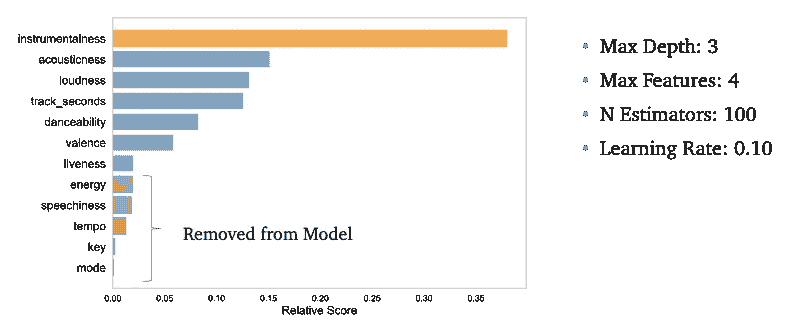 instrumentalness
acousticness
loudness
track_seconds
danceability
valence
liveness
energy
speechiness
tempo
key
mode
Removed from Model
0.00 0.05 0.10 0.15 0.20 0.25 0.30 0.35
Relative Score
Max Depth: 3
Max Features: 4
N Estimators: 100
Learning Rate: 0.10